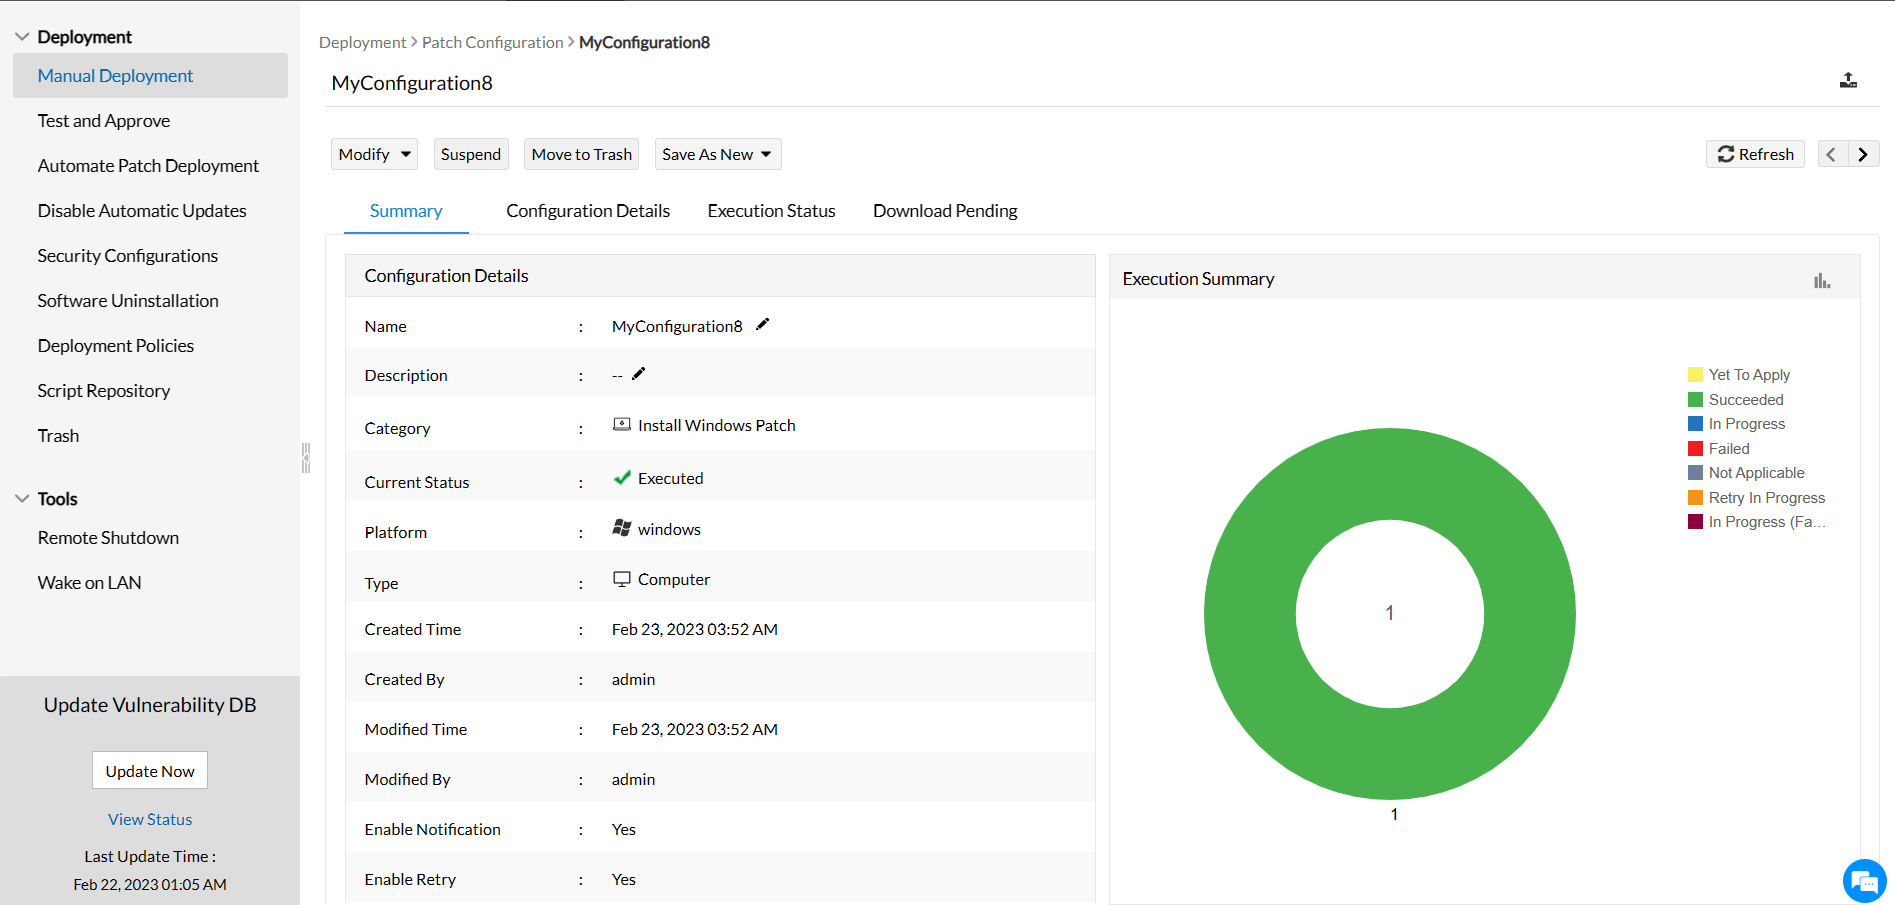 Deployment
Manual Deployment
Test and Approve
Automate Patch Deployment
Disable Automatic Updates
Security Configurations
Software Uninstallation
Deployment Policies
Script Repository
Trash
Tools
Remote Shutdown
Wake on LAN
Update Vulnerability DB
Update Now
View Status
Last Update Time :
Feb 22, 2023 01:05 AM
Deployment > Patch Configuration > MyConfiguration8
MyConfiguration8
Modify Suspend Move to Trash Save As New Refresh
Summary Configuration Details Execution Status Download Pending
Configuration Details
Name : MyConfiguration8
Description : --
Category : Install Windows Patch
Current Status : Executed
Platform : windows
Type : Computer
Created Time : Feb 23, 2023 03:52 AM
Created By : admin
Modified Time : Feb 23, 2023 03:52 AM
Modified By : admin
Enable Notification : Yes
Enable Retry : Yes
Execution Summary
Yet To Apply
Succeeded
In Progress
Failed
Not Applicable
Retry In Progress
In Progress (Fa...
1
1